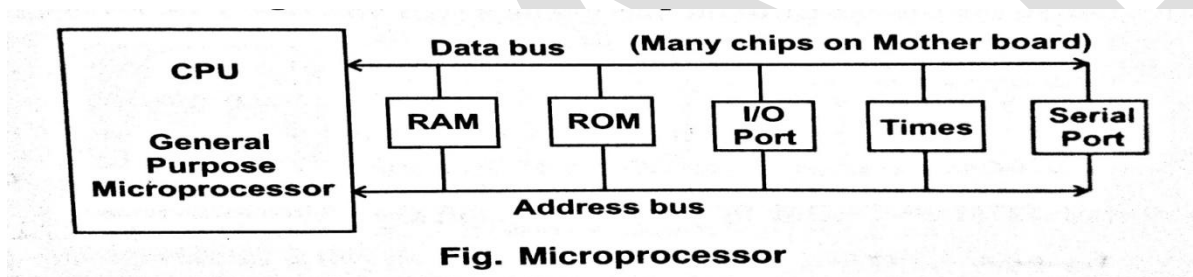 Data bus (Many chips on Mother board)
CPU
General
Purpose
Microprocessor
RAM
ROM
I/O
Port
Times
Serial
Port
Address bus
Fig. Microprocessor